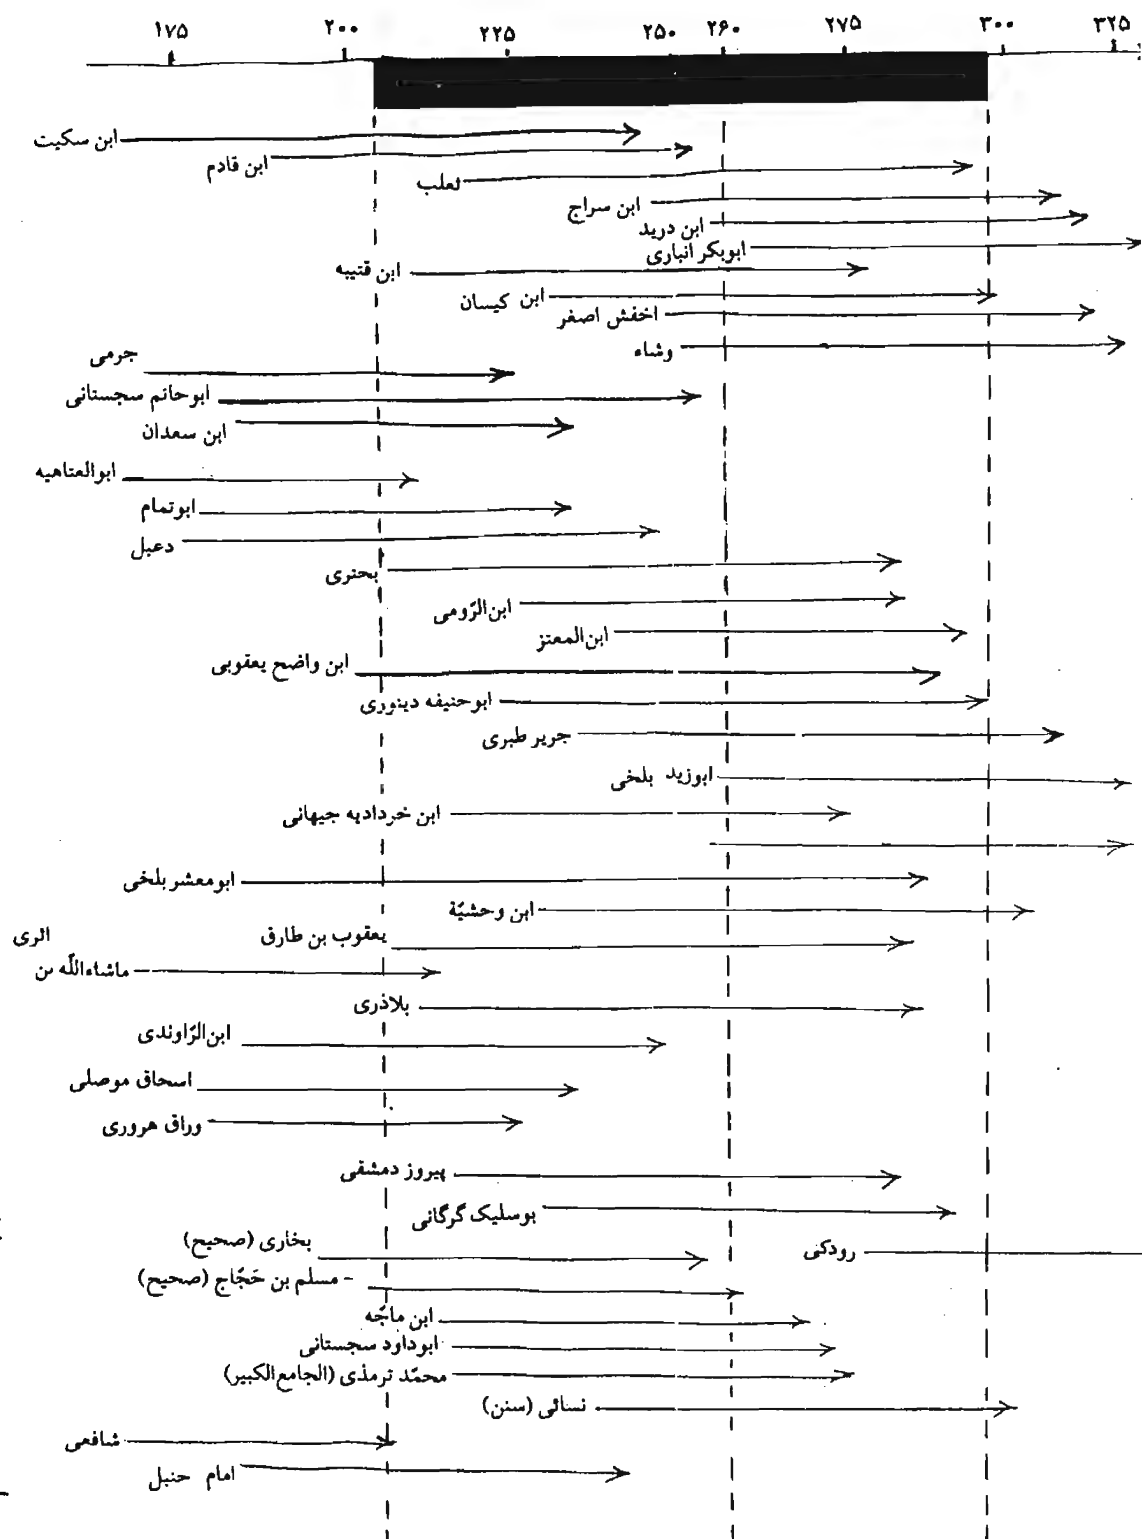 ۱۷۵ ۲۰۰ ۲۲۵ ۲۵۰ ۲۶۰ ۲۷۵ ۳۰۰ ۳۲۵
ابن سکیت
ابن قادم
ثعلب
ابن سراج
ابن درید
ابوبکر انباری
ابن قتیبه
ابن کیسان
اخفش اصغر
وشاء
جرمی
ابوحاتم سجستانی
ابن سعدان
ابوالعتاهیه
ابوتمام
دعبل
بحتری
ابن‌الرّومی
ابن‌المعتز
ابن واضح یعقوبی
ابوحنیفه دینوری
جریر طبری
ابوزید بلخی
ابن خردادبه جیهانی
ابومعشر بلخی
ابن وحشیّة
یعقوب بن طارق
الری
ماشاءاللّه بن
بلاذری
ابن‌الرّاوندی
اسحاق موصلی
وراق هروری
پیروز دمشقی
بوسلیک گرگانی
بخاری (صحیح)
رودکی
مسلم بن حَجّاج (صحیح) -
ابن ماجّه
ابوداود سجستانی
محمّد ترمذی (الجامع‌الکبیر)
نسائی (سنن)
شافعی
امام حنبل